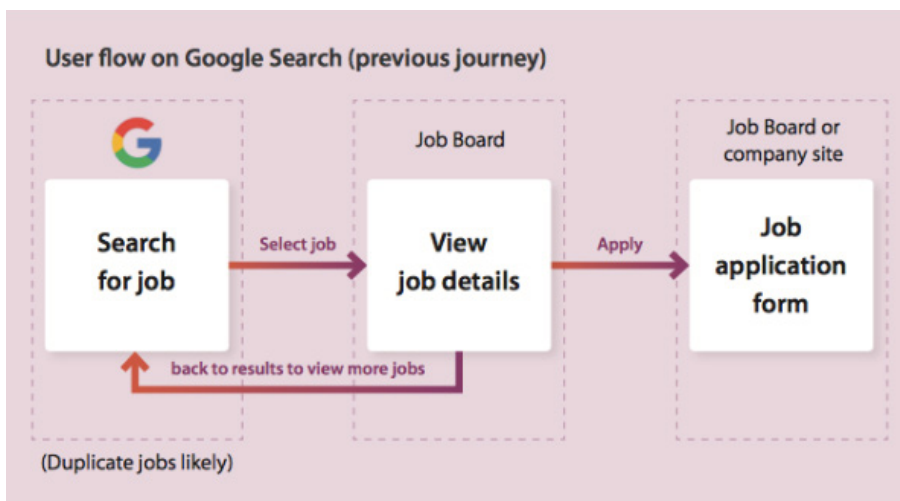 User flow on Google Search (previous journey)
Job Board
Job Board or
company site
Search
for job
Select job
View
job details
Apply
Job
application
form
back to results to view more jobs
(Duplicate jobs likely)